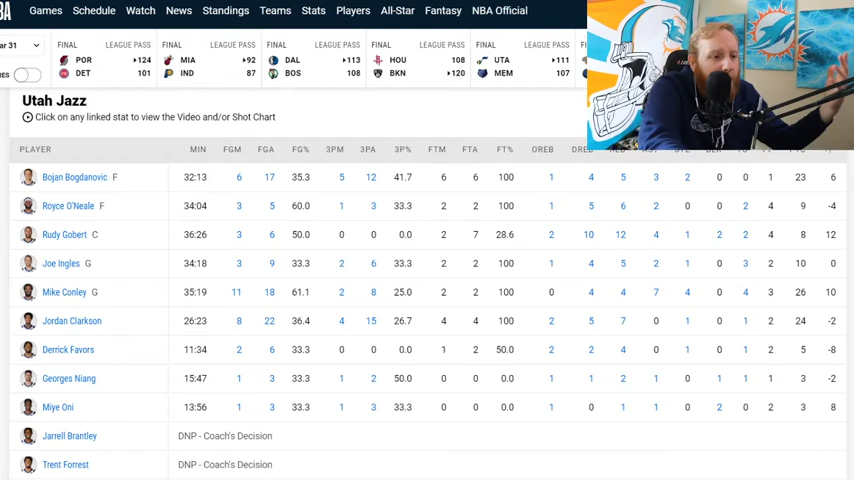 BA Games Schedule Watch News Standings Teams Stats Players All-Star Fantasy NBA Official
ar 31 FINAL LEAGUE PASS FINAL LEAGUE PASS FINAL LEAGUE PASS FINAL LEAGUE PASS FINAL LEAGUE PASS
POR 124 MIA 92 DAL 113 HOU 108 UTA 111
RES DET 101 IND 87 BOS 108 BKN 120 MEM 107
Utah Jazz
Click on any linked stat to view the Video and/or Shot Chart
PLAYER MIN FGM FGA FG% 3PM 3PA 3P% FTM FTA FT% OREB DREB
Bojan Bogdanovic F 32:13 6 17 35.3 5 12 41.7 6 6 100 1 4 5 3 2 0 0 1 23 6
Royce O'Neale F 34:04 3 5 60.0 1 3 33.3 2 2 100 1 5 6 2 0 0 2 4 9 -4
Rudy Gobert C 36:26 3 6 50.0 0 0 0.0 2 7 28.6 2 10 12 4 1 2 2 4 8 12
Joe Ingles G 34:18 3 9 33.3 2 6 33.3 2 2 100 1 4 5 2 1 0 3 2 10 0
Mike Conley G 35:19 11 18 61.1 2 8 25.0 2 2 100 0 4 4 7 4 0 4 3 26 10
Jordan Clarkson 26:23 8 22 36.4 4 15 26.7 4 4 100 2 5 7 0 1 0 1 2 24 -2
Derrick Favors 11:34 2 6 33.3 0 0 0.0 1 2 50.0 2 2 4 0 1 0 1 2 5 -8
Georges Niang 15:47 1 3 33.3 1 2 50.0 0 0 0.0 1 1 2 1 0 1 1 1 3 -2
Miye Oni 13:56 1 3 33.3 1 3 33.3 0 0 0.0 1 0 1 1 0 2 0 2 3 8
Jarrell Brantley DNP - Coach's Decision
Trent Forrest DNP - Coach's Decision